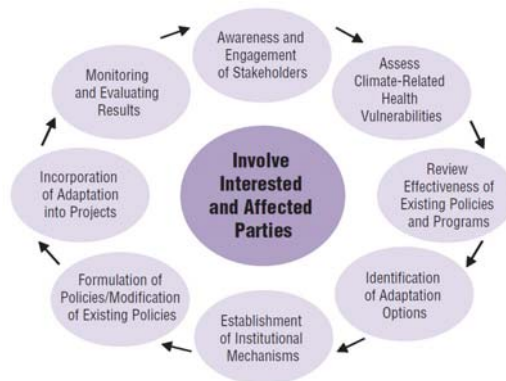 Awareness and
Engagement of
Stakeholders
Assess
Climate-Related
Health
Vulnerabilities
Review
Effectiveness of
Existing Policies
and Programs
Identification
of Adaptation
Options
Establishment
of Institutional
Mechanisms
Formulation of
Policies/Modification
of Existing Policies
Incorporation
of Adaptation
into Projects
Monitoring
and Evaluating
Results
Involve
Interested
and Affected
Parties